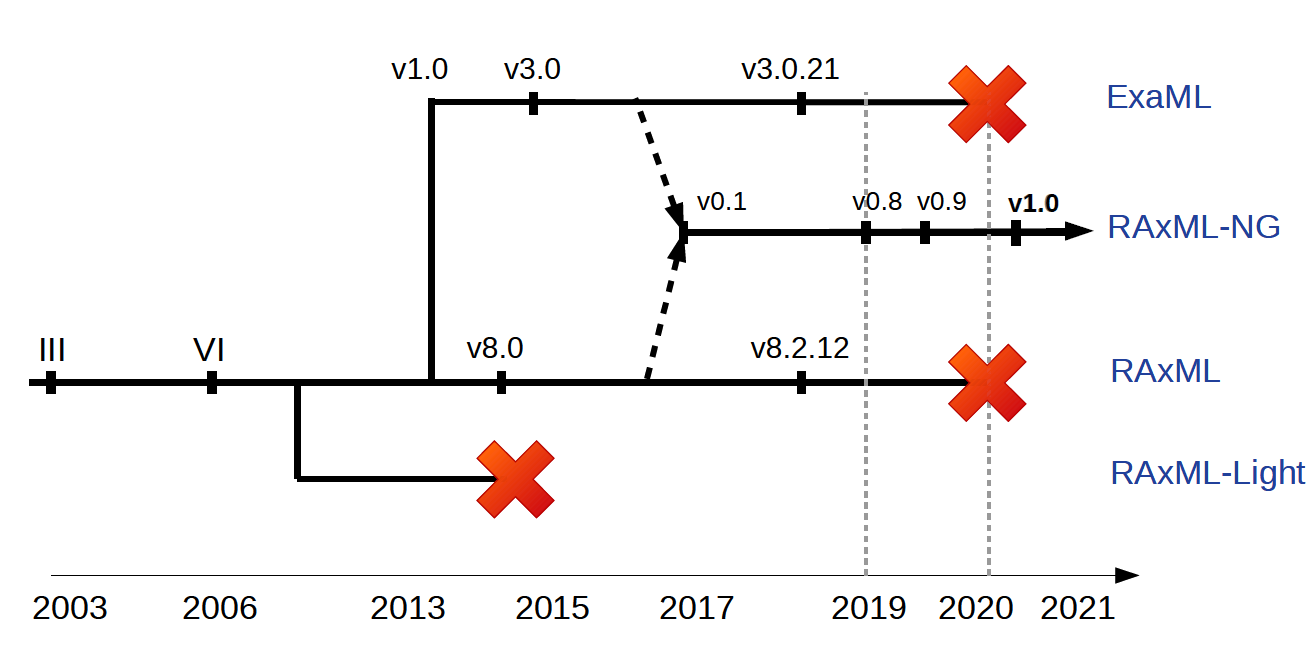 v1.0 v3.0 v3.0.21
ExaML
v0.1 v0.8 v0.9 v1.0
RAxML-NG
III VI v8.0 v8.2.12
RAxML
RAxML-Light
2003 2006 2013 2015 2017 2019 2020 2021